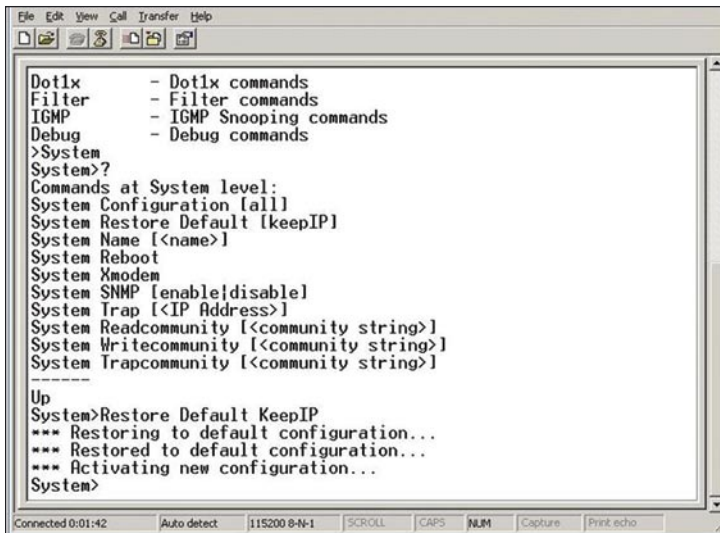 File Edit View Call Transfer Help
Dot1x - Dot1x commands
Filter - Filter commands
IGMP - IGMP Snooping commands
Debug - Debug commands
>System
System>?
Commands at System level:
System Configuration [all]
System Restore Default [keepIP]
System Name [<name>]
System Reboot
System Xmodem
System SNMP [enable|disable]
System Trap [<IP Address>]
System Readcommunity [<community string>]
System Writecommunity [<community string>]
System Trapcommunity [<community string>]
------
Up
System>Restore Default KeepIP
*** Restoring to default configuration...
*** Restored to default configuration...
*** Activating new configuration...
System>
Connected 0:01:42 Auto detect 115200 8-N-1 SCROLL CAPS NUM Capture Print echo